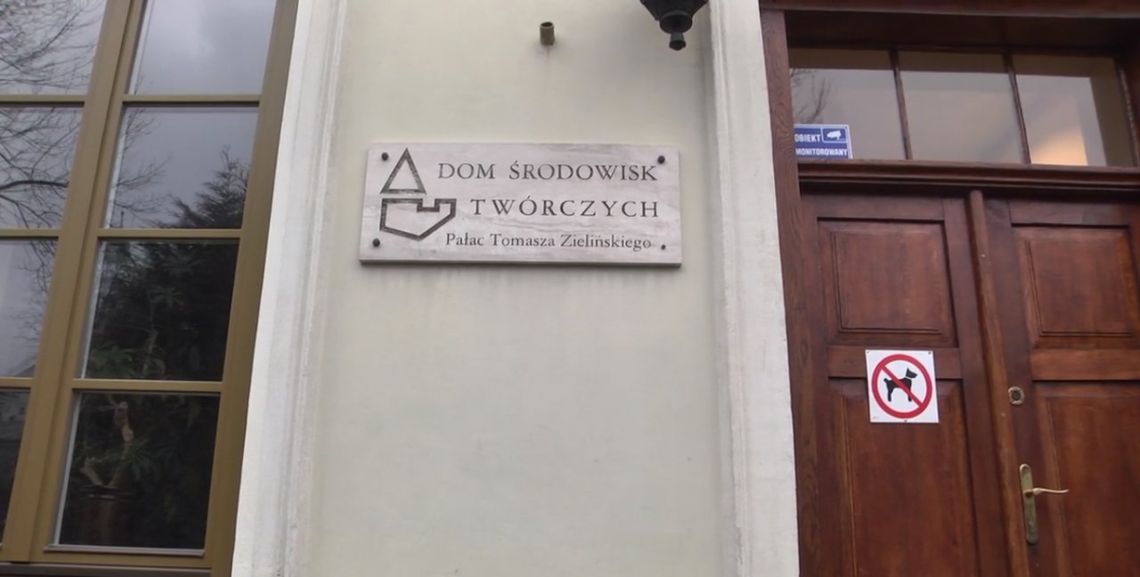 DOM ŚRODOWISK
TWÓRCZYCH
Pałac Tomasza Zielińskiego
OBIEKT
MONITOROWANY